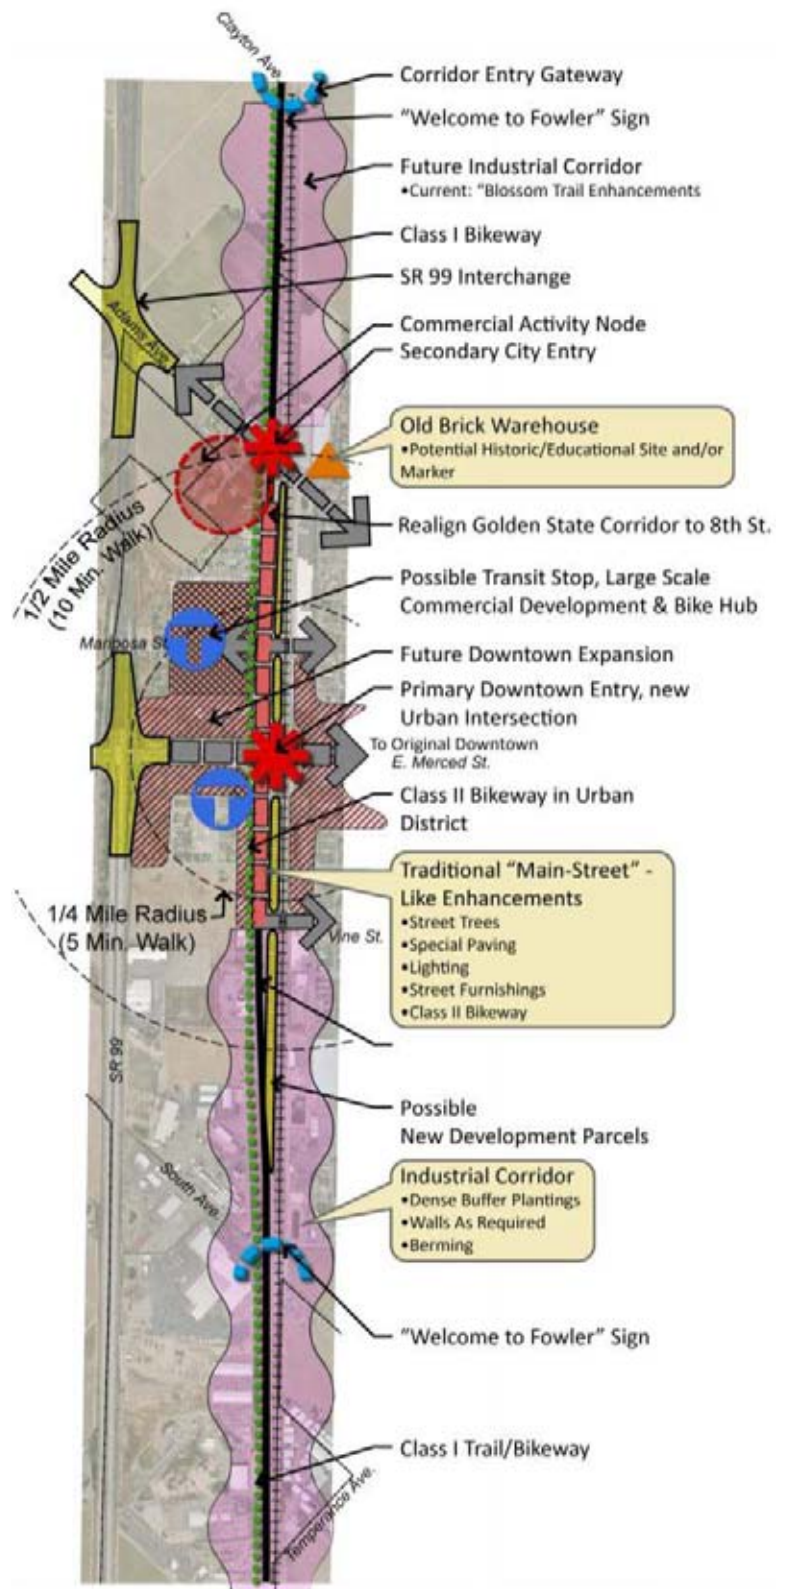 Clayton Ave.
Corridor Entry Gateway
“Welcome to Fowler” Sign
Future Industrial Corridor
•Current: “Blossom Trail Enhancements
Class I Bikeway
SR 99 Interchange
Adams Ave.
Commercial Activity Node
Secondary City Entry
Old Brick Warehouse
•Potential Historic/Educational Site and/or
Marker
1/2 Mile Radius
(10 Min. Walk)
Realign Golden State Corridor to 8th St.
Possible Transit Stop, Large Scale
Commercial Development & Bike Hub
Mariposa St.
Future Downtown Expansion
Primary Downtown Entry, new
Urban Intersection
To Original Downtown
E. Merced St.
Class II Bikeway in Urban
District
Traditional “Main-Street” -
Like Enhancements
•Street Trees
•Special Paving
•Lighting
•Street Furnishings
•Class II Bikeway
1/4 Mile Radius
(5 Min. Walk)
Vine St.
SR 99
Possible
New Development Parcels
South Ave.
Industrial Corridor
•Dense Buffer Plantings
•Walls As Required
•Berming
“Welcome to Fowler” Sign
Class I Trail/Bikeway
Temperance Ave.